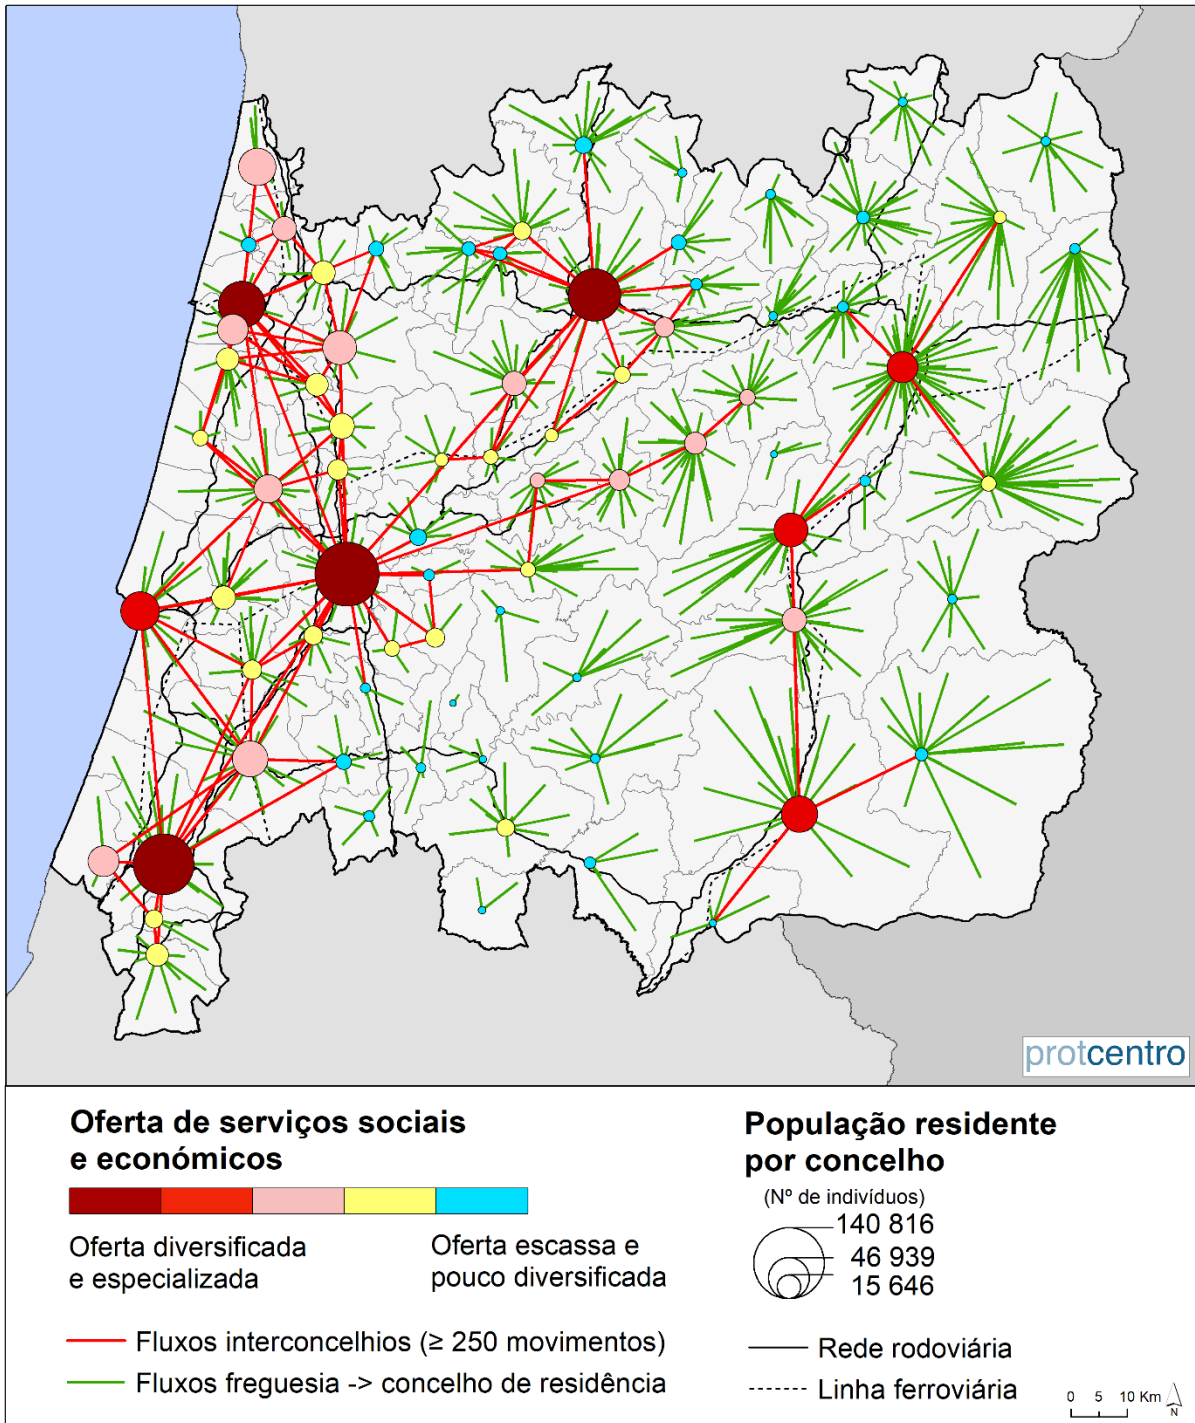 protcentro
Oferta de serviços sociais
e económicos
Oferta diversificada
e especializada
Oferta escassa e
pouco diversificada
Fluxos interconcelhios (≥ 250 movimentos)
Fluxos freguesia -> concelho de residência
População residente
por concelho
(Nº de indivíduos)
140 816
46 939
15 646
Rede rodoviária
Linha ferroviária
0 5 10 Km
N